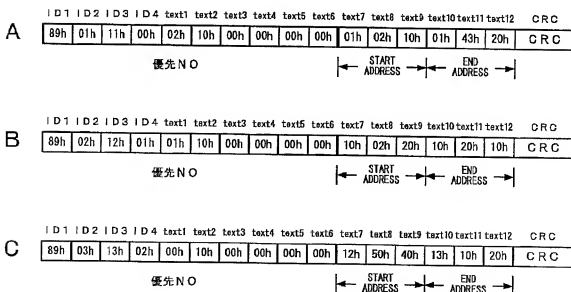 ID1 ID2 ID3 ID4 text1 text2 text3 text4 text5 text6 text7 text8 text9 text10 text11 text12 CRC
A 89h 01h 11h 00h 02h 10h 00h 00h 00h 00h 01h 02h 10h 01h 43h 20h CRC
優先NO START ADDRESS END ADDRESS
ID1 ID2 ID3 ID4 text1 text2 text3 text4 text5 text6 text7 text8 text9 text10 text11 text12 CRC
B 89h 02h 12h 01h 01h 10h 00h 00h 00h 00h 10h 02h 20h 10h 20h 10h CRC
優先NO START ADDRESS END ADDRESS
ID1 ID2 ID3 ID4 text1 text2 text3 text4 text5 text6 text7 text8 text9 text10 text11 text12 CRC
C 89h 03h 13h 02h 00h 10h 00h 00h 00h 00h 12h 50h 40h 13h 10h 20h CRC
優先NO START ADDRESS END ADDRESS